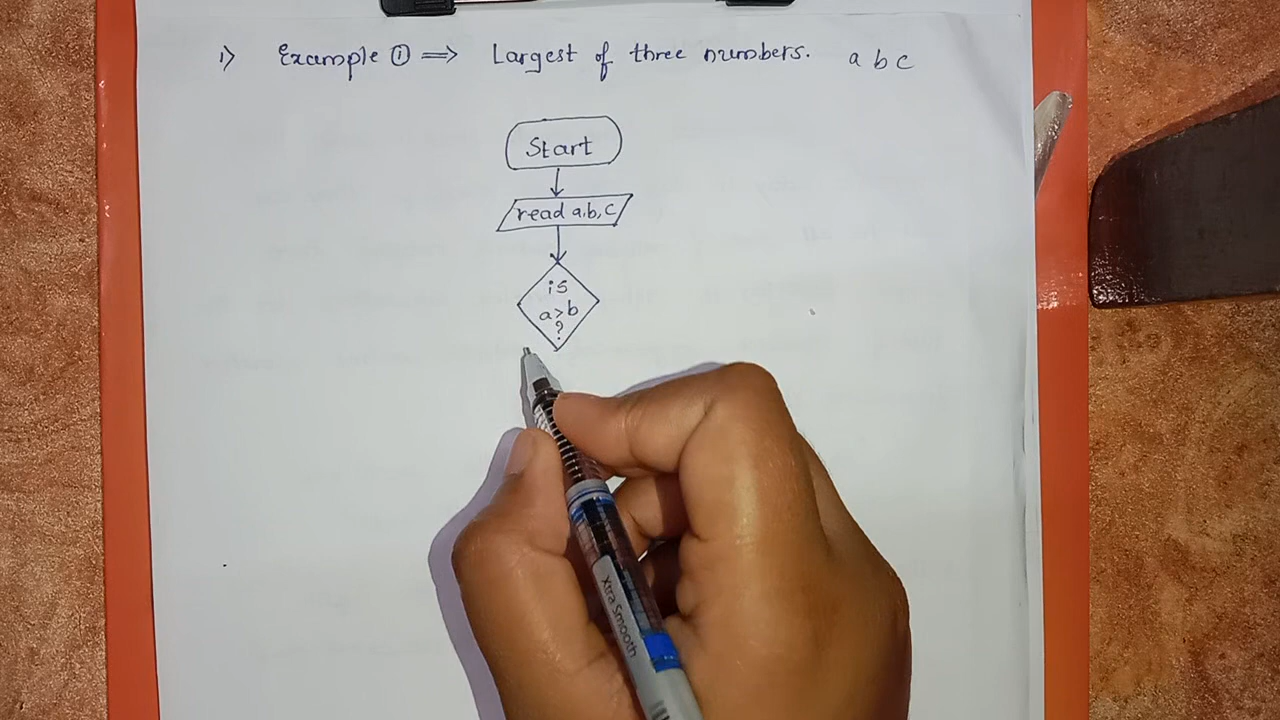 1) Example ① ⇒ Largest of three numbers. a b c
Start
read a,b,c
is
a>b
?
Xtra Smooth